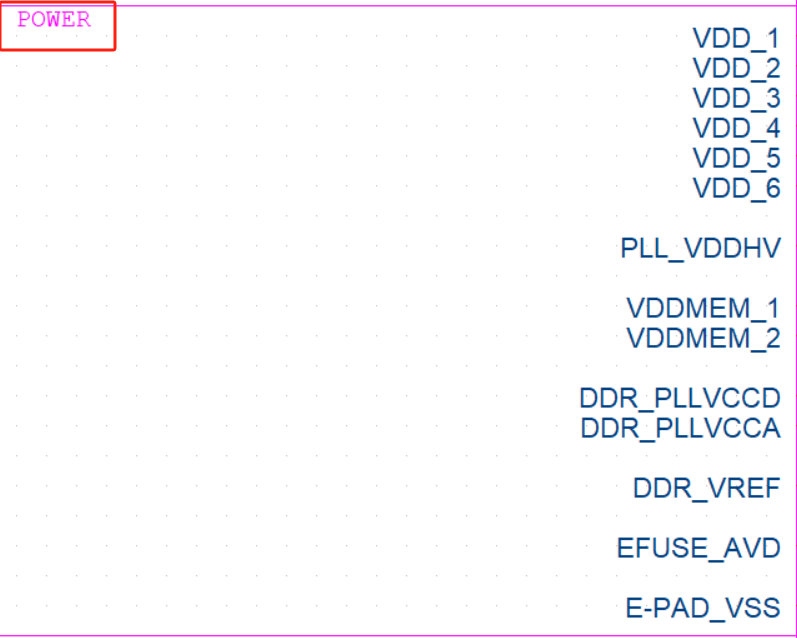 POWER
VDD_1
VDD_2
VDD_3
VDD_4
VDD_5
VDD_6
PLL_VDDHV
VDDMEM_1
VDDMEM_2
DDR_PLLVCCD
DDR_PLLVCCA
DDR_VREF
EFUSE_AVD
E-PAD_VSS